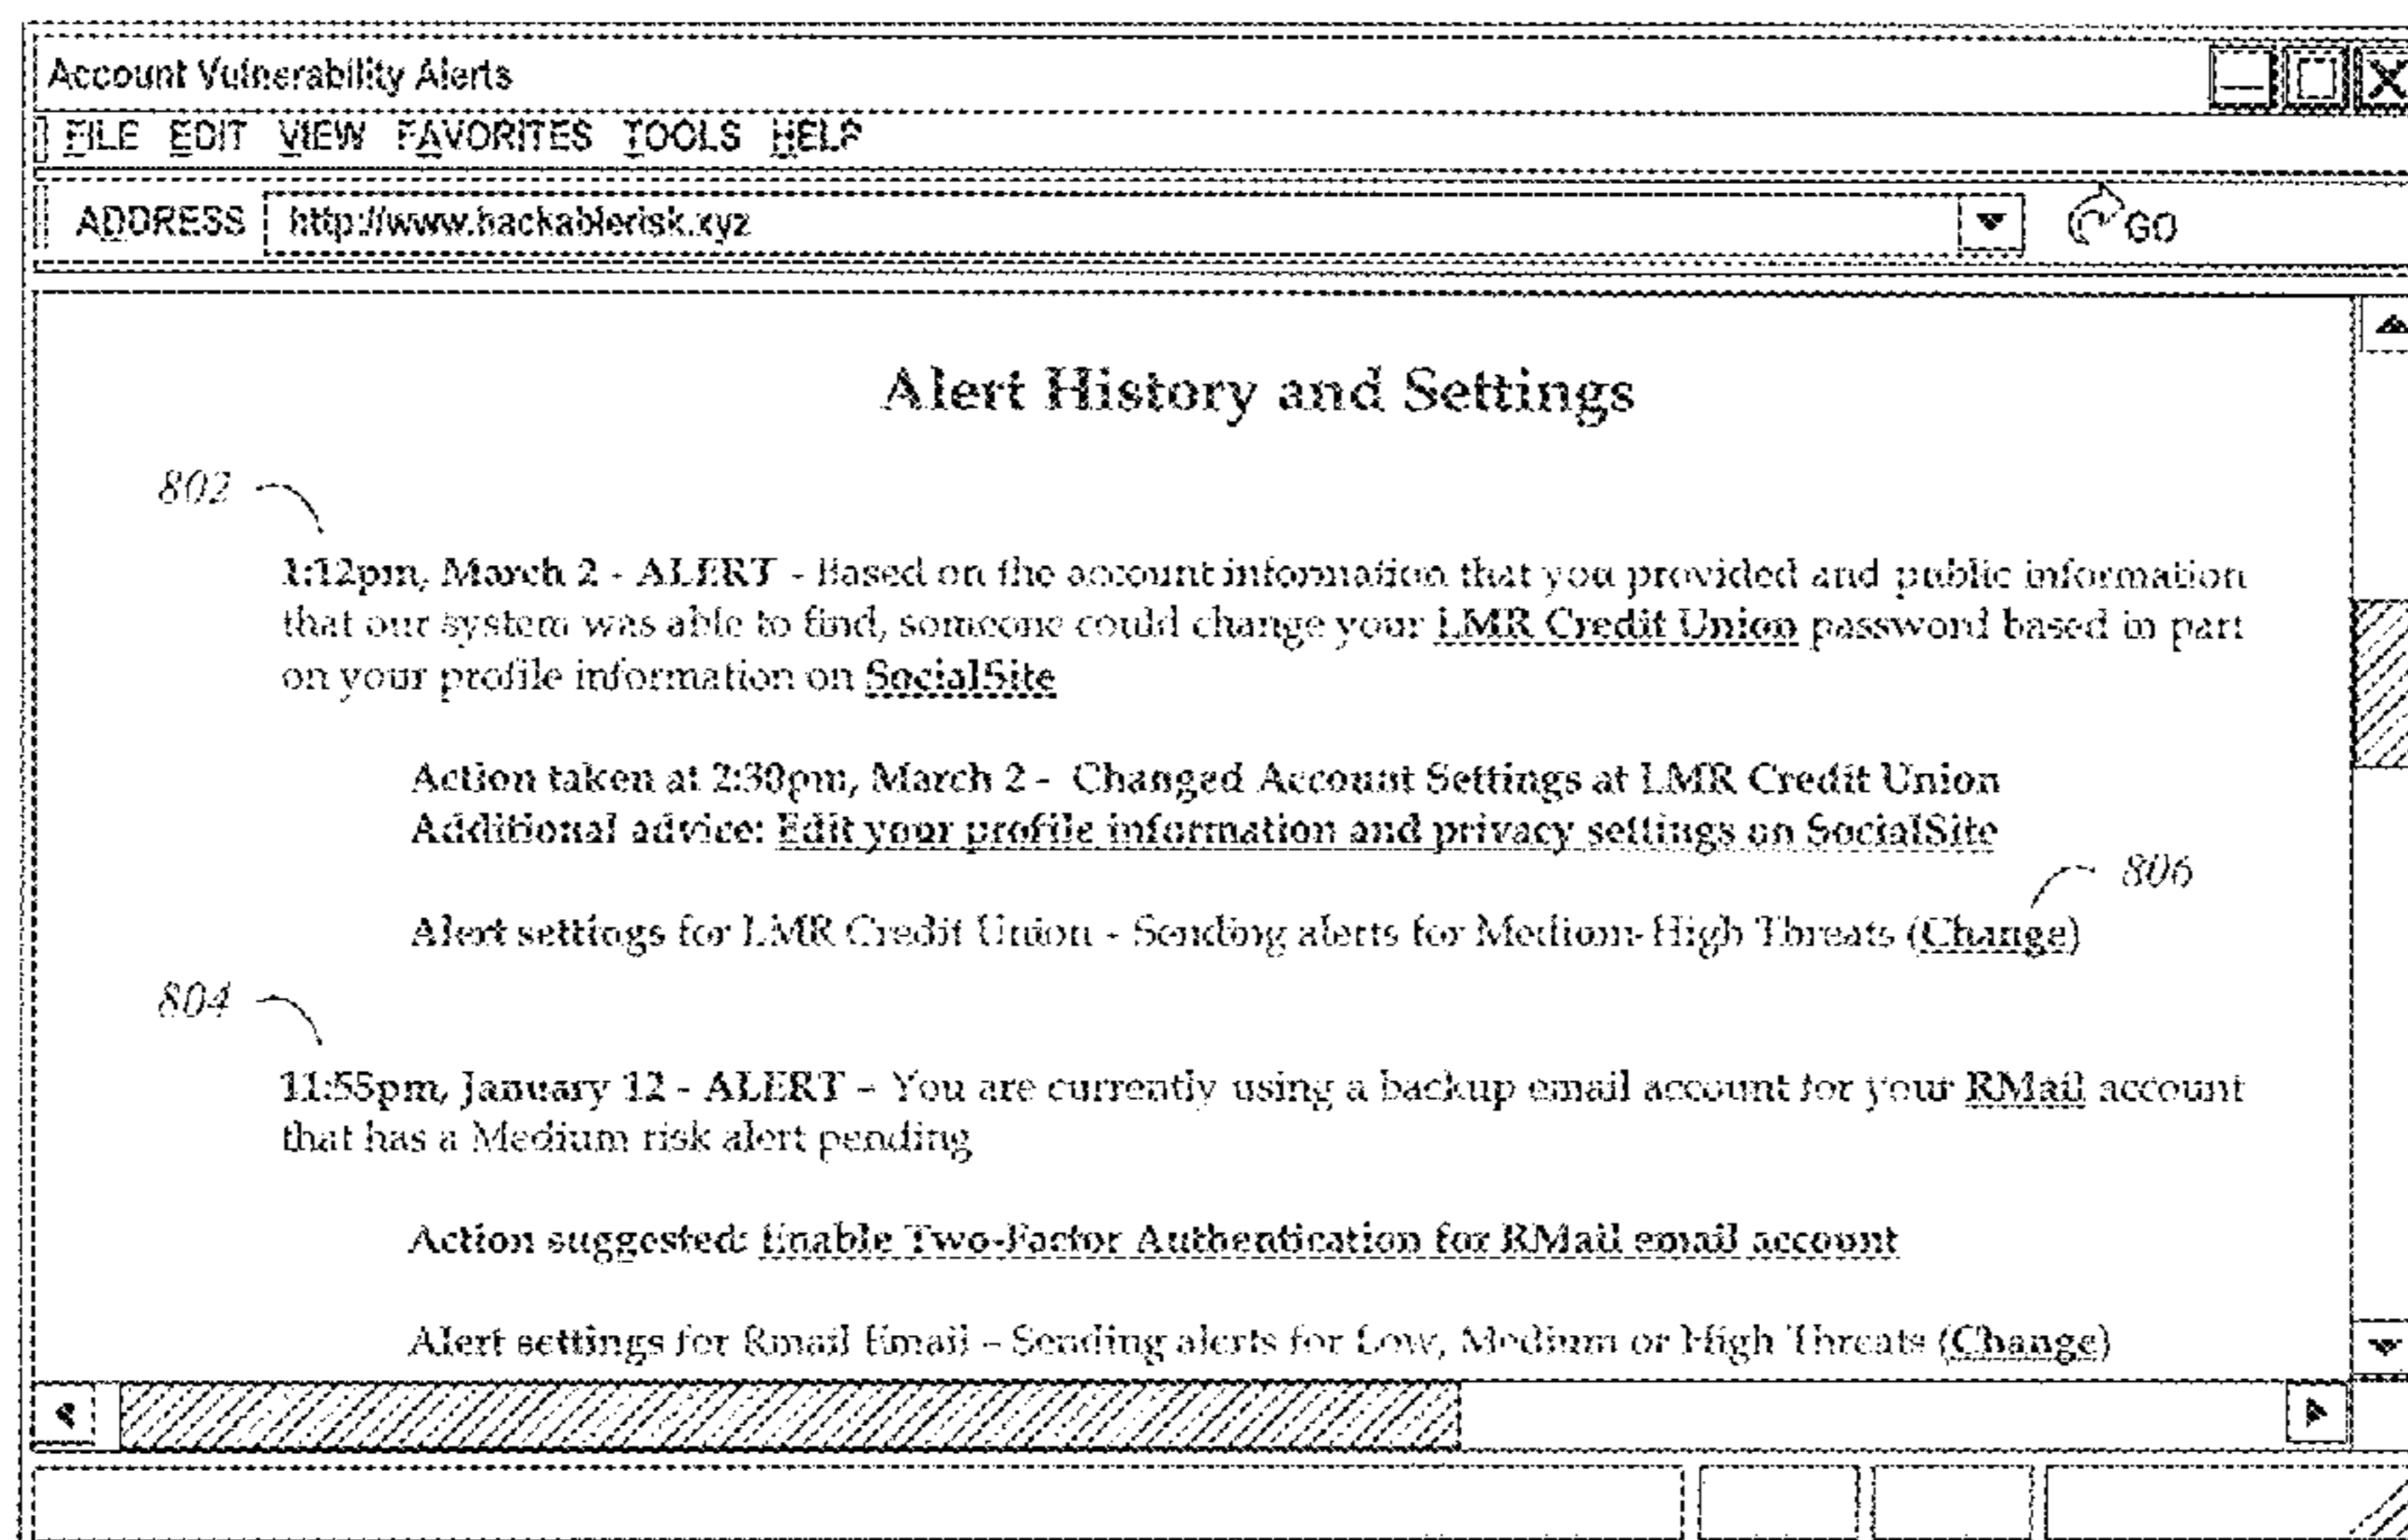 Account Vulnerability Alerts
FILE EDIT VIEW FAVORITES TOOLS HELP
ADDRESS http://www.hackablerisk.xyz GO
Alert History and Settings
802
1:12pm, March 2 - ALERT - Based on the account information that you provided and public information
that our system was able to find, someone could change your LMR Credit Union password based in part
on your profile information on SocialSite
Action taken at 2:30pm, March 2 - Changed Account Settings at LMR Credit Union
Additional advice: Edit your profile information and privacy settings on SocialSite
806
Alert settings for LMR Credit Union - Sending alerts for Medium-High Threats (Change)
804
11:55pm, January 12 - ALERT – You are currently using a backup email account for your RMail account
that has a Medium risk alert pending
Action suggested: Enable Two-Factor Authentication for RMail email account
Alert settings for Rmail Email – Sending alerts for Low, Medium or High Threats (Change)